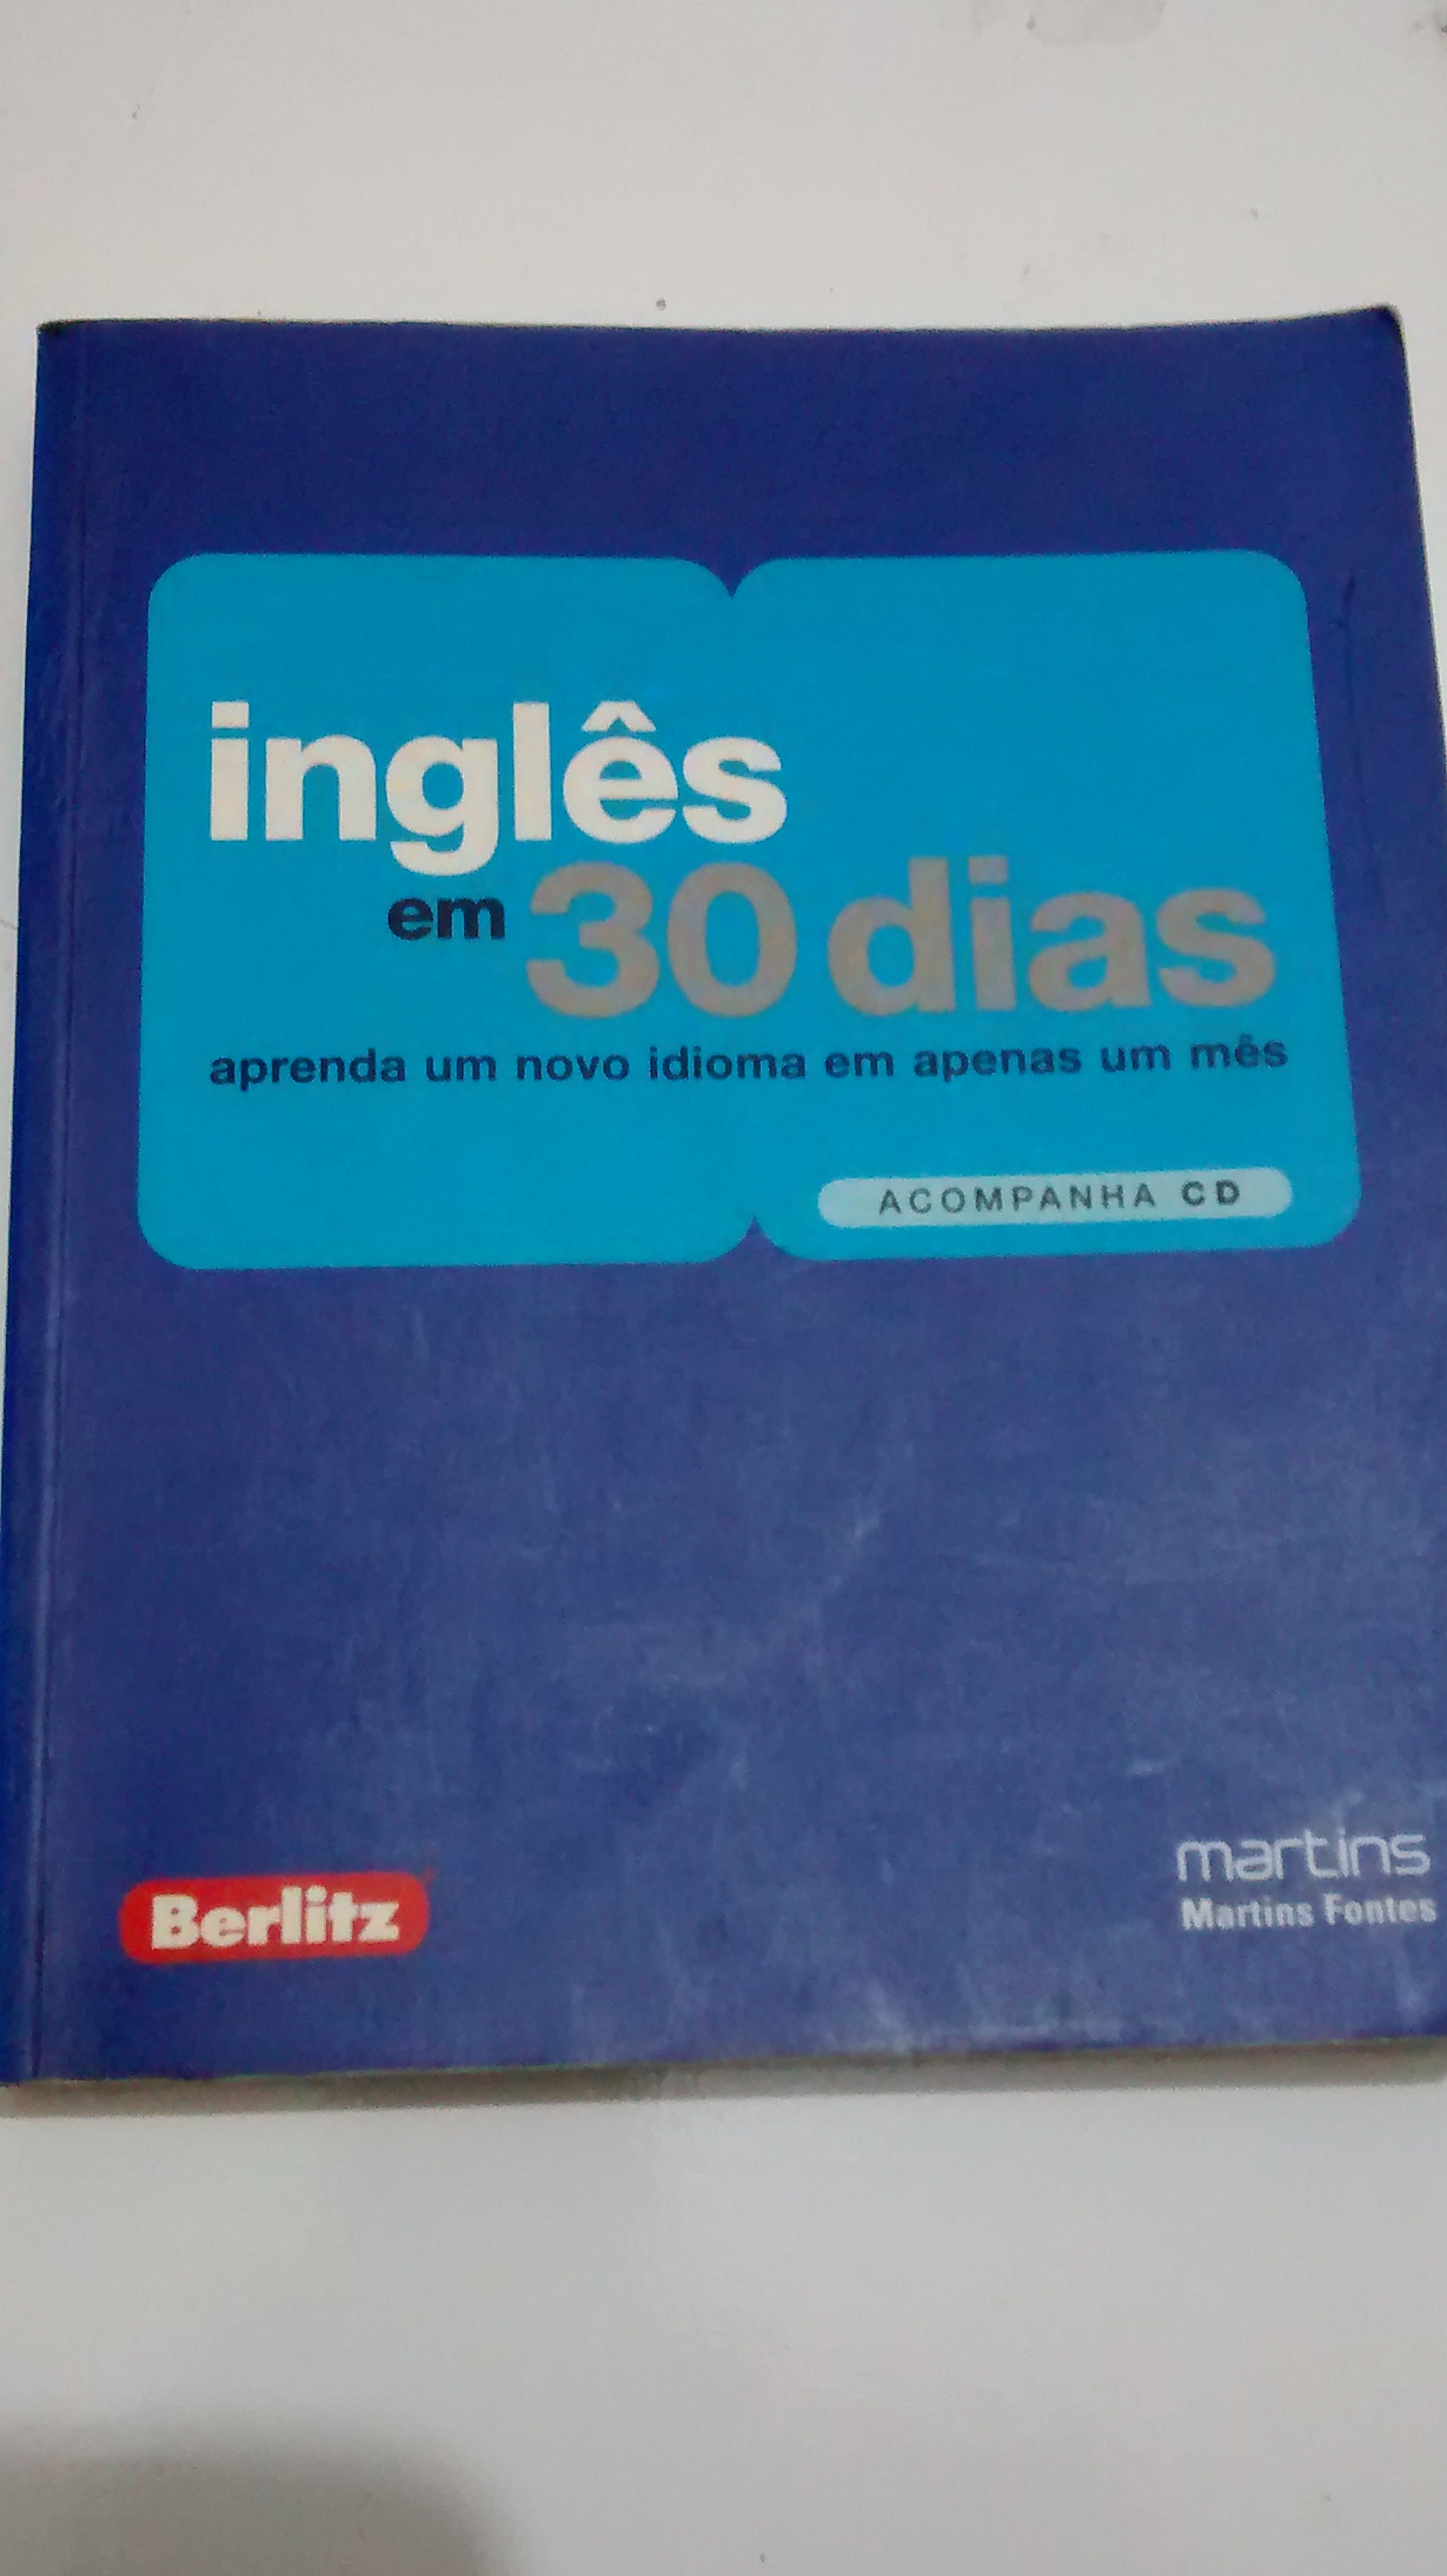 inglês
em 30 dias
aprenda um novo idioma em apenas um mês
ACOMPANHA CD
Berlitz
martins
Martins Fontes